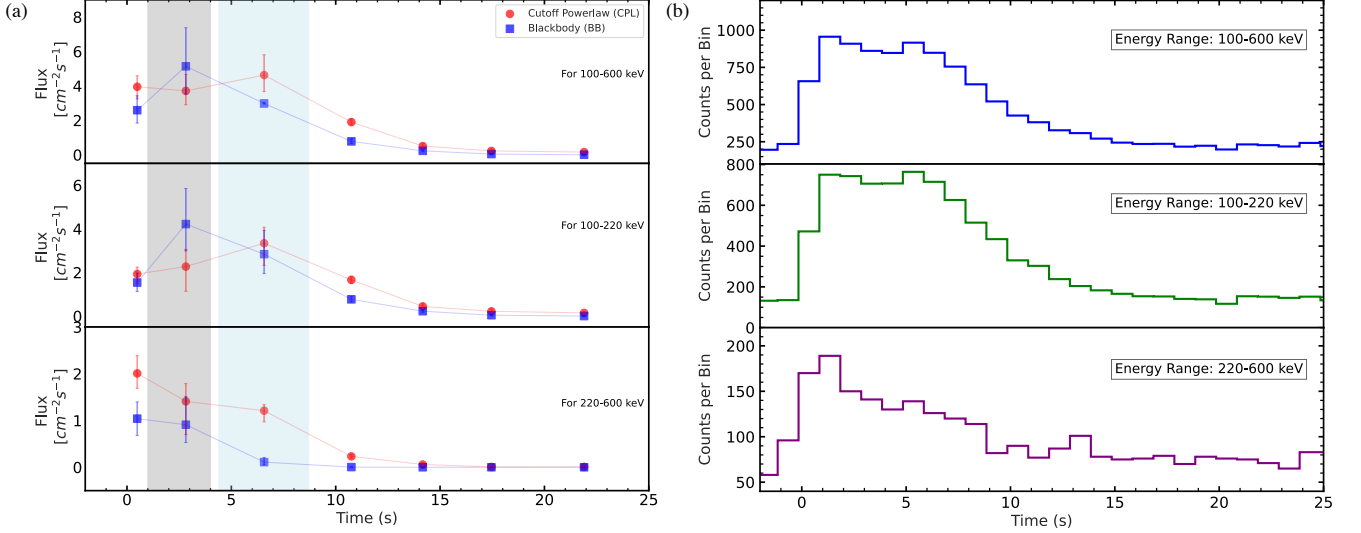 (a)
Cutoff Powerlaw (CPL)
Blackbody (BB)
8
6
4
2
0
Flux
[cm⁻²s⁻¹]
For 100-600 keV
6
4
2
0
Flux
[cm⁻²s⁻¹]
For 100-220 keV
3
2
1
0
Flux
[cm⁻²s⁻¹]
For 220-600 keV
0 5 10 15 20 25
Time (s)
(b)
1000
750
500
250
Counts per Bin
Energy Range: 100-600 keV
800
600
400
200
0
Counts per Bin
Energy Range: 100-220 keV
200
150
100
50
Counts per Bin
Energy Range: 220-600 keV
0 5 10 15 20 25
Time (s)